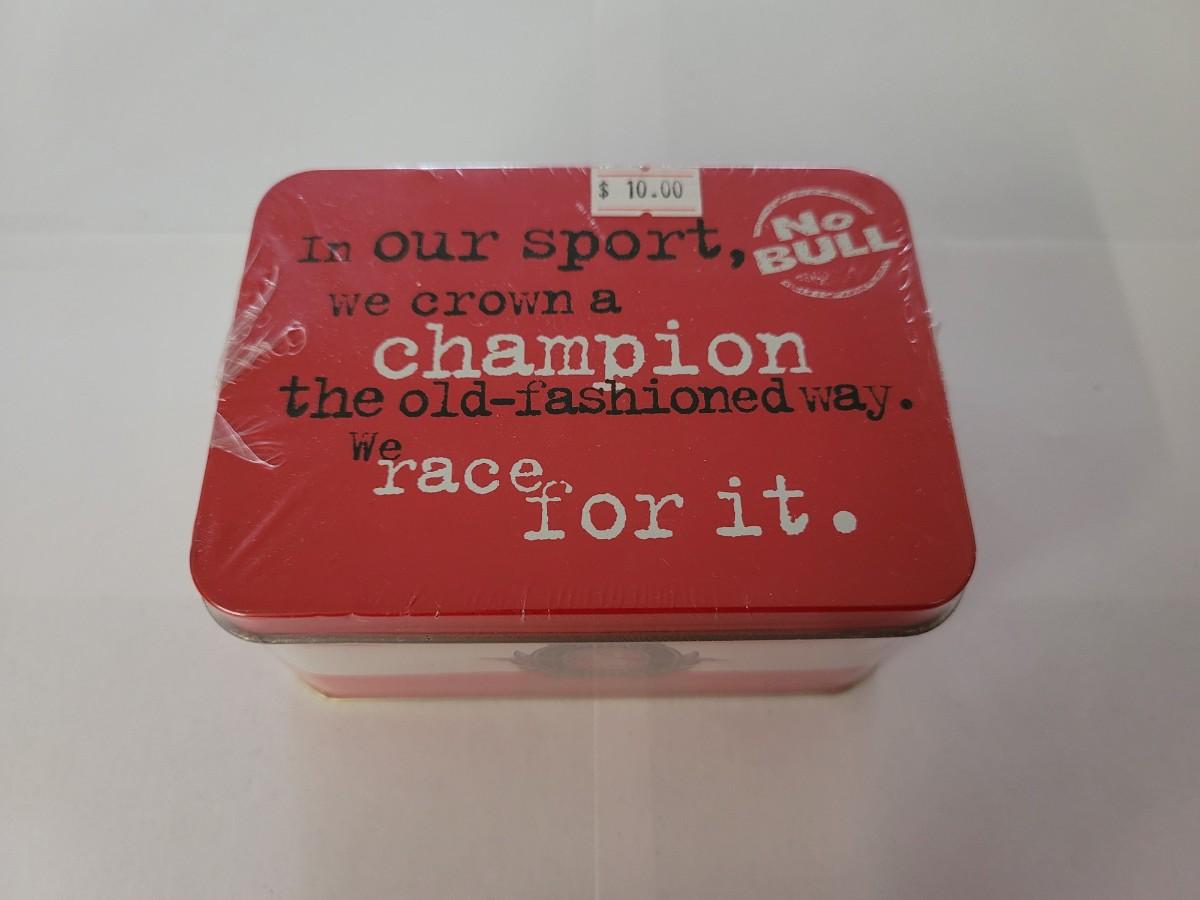 $ 10.00
No
BULL
In our sport,
we crown a
champion
the old-fashioned way.
We
race
for it.